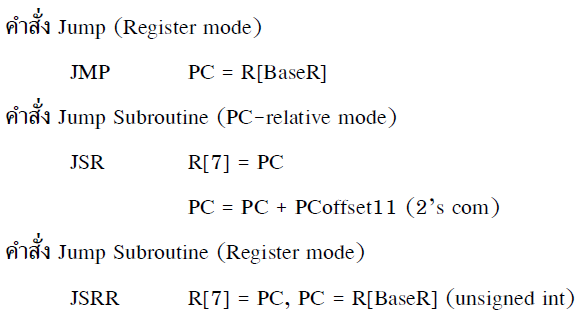 คำสั่ง Jump (Register mode)
JMP PC = R[BaseR]
คำสั่ง Jump Subroutine (PC-relative mode)
JSR R[7] = PC
PC = PC + PCoffset11 (2’s com)
คำสั่ง Jump Subroutine (Register mode)
JSRR R[7] = PC, PC = R[BaseR] (unsigned int)